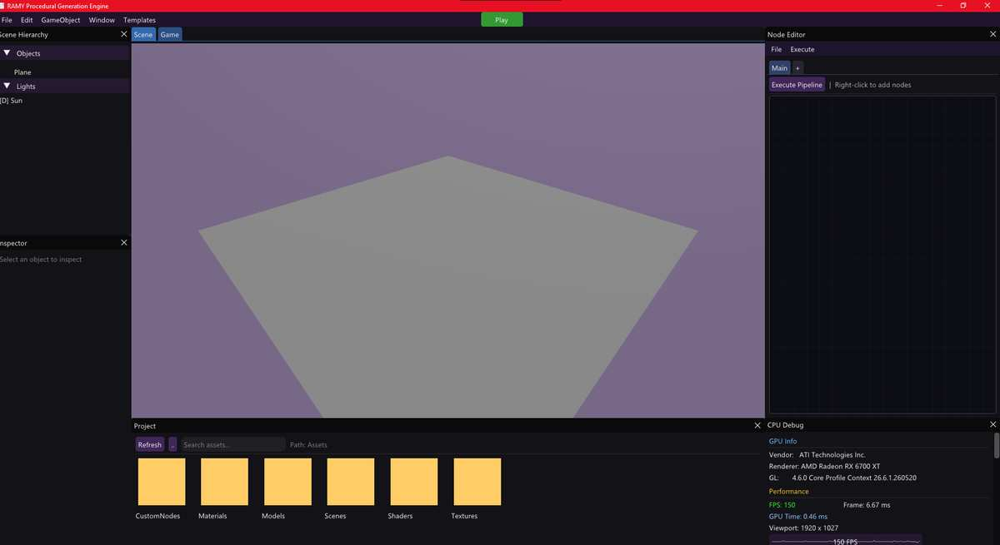 RAMY Procedural Generation Engine
File Edit GameObject Window Templates
Play
Scene Hierarchy
Objects
Plane
Lights
[D] Sun
Inspector
Select an object to inspect
Scene Game
Project
Refresh .. Search assets... Path: Assets
CustomNodes Materials Models Scenes Shaders Textures
Node Editor
File Execute
Main +
Execute Pipeline | Right-click to add nodes
CPU Debug
GPU Info
Vendor: ATI Technologies Inc.
Renderer: AMD Radeon RX 6700 XT
GL: 4.6.0 Core Profile Context 26.6.1.260520
Performance
FPS: 150 Frame: 6.67 ms
GPU Time: 0.46 ms
Viewport: 1920 x 1027
150 FPS